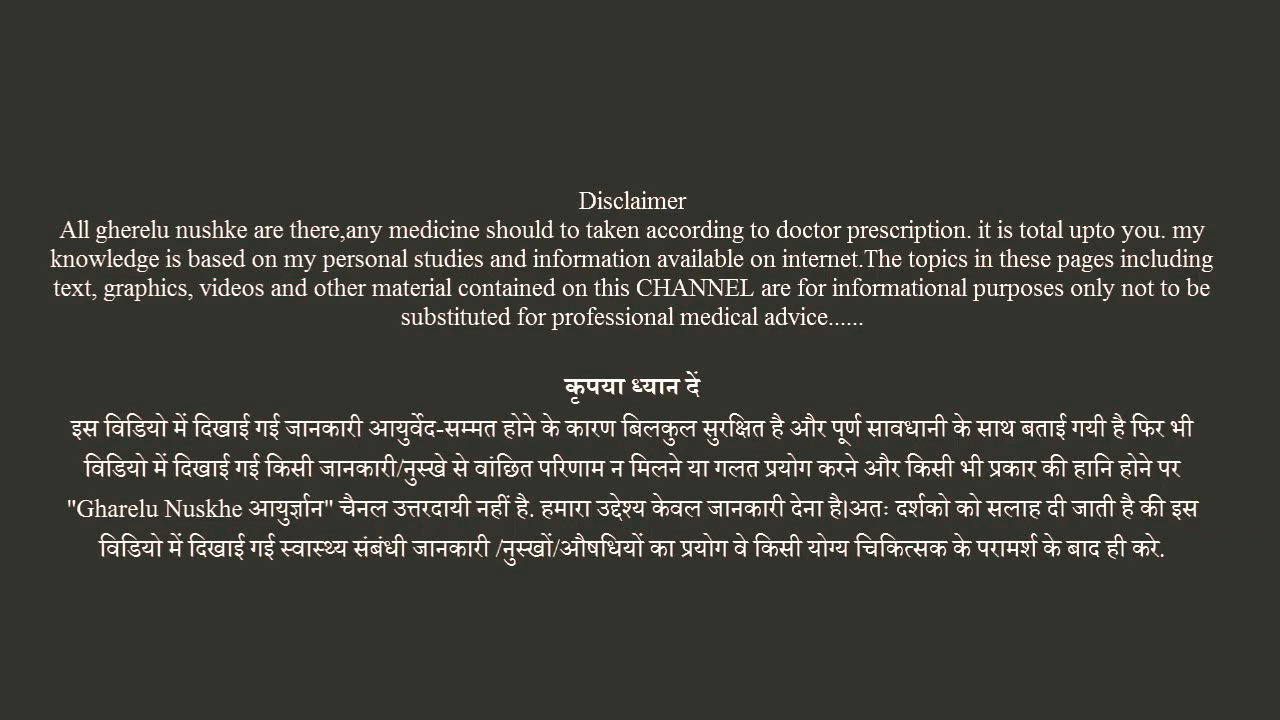 Disclaimer
All gherelu nushke are there,any medicine should to taken according to doctor prescription. it is total upto you. my
knowledge is based on my personal studies and information available on internet.The topics in these pages including
text, graphics, videos and other material contained on this CHANNEL are for informational purposes only not to be
substituted for professional medical advice......
कृपया ध्यान दें
इस विडियो में दिखाई गई जानकारी आयुर्वेद-सम्मत होने के कारण बिलकुल सुरक्षित है और पूर्ण सावधानी के साथ बताई गयी है फिर भी
विडियो में दिखाई गई किसी जानकारी/नुस्खे से वांछित परिणाम न मिलने या गलत प्रयोग करने और किसी भी प्रकार की हानि होने पर
"Gharelu Nuskhe आयुर्ज्ञान" चैनल उत्तरदायी नहीं है. हमारा उद्देश्य केवल जानकारी देना है।अतः दर्शको को सलाह दी जाती है की इस
विडियो में दिखाई गई स्वास्थ्य संबंधी जानकारी /नुस्खों/औषधियों का प्रयोग वे किसी योग्य चिकित्सक के परामर्श के बाद ही करे.